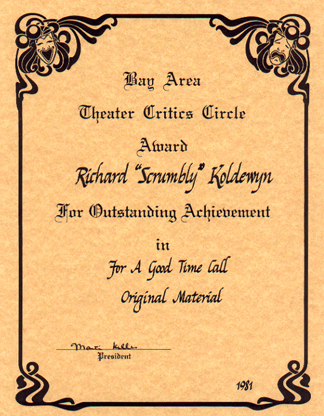 Bay Area
Theater Critics Circle
Award
Richard "Scrumbly" Koldewyn
For Outstanding Achievement
in
For A Good Time Call
Original Material
President
1981